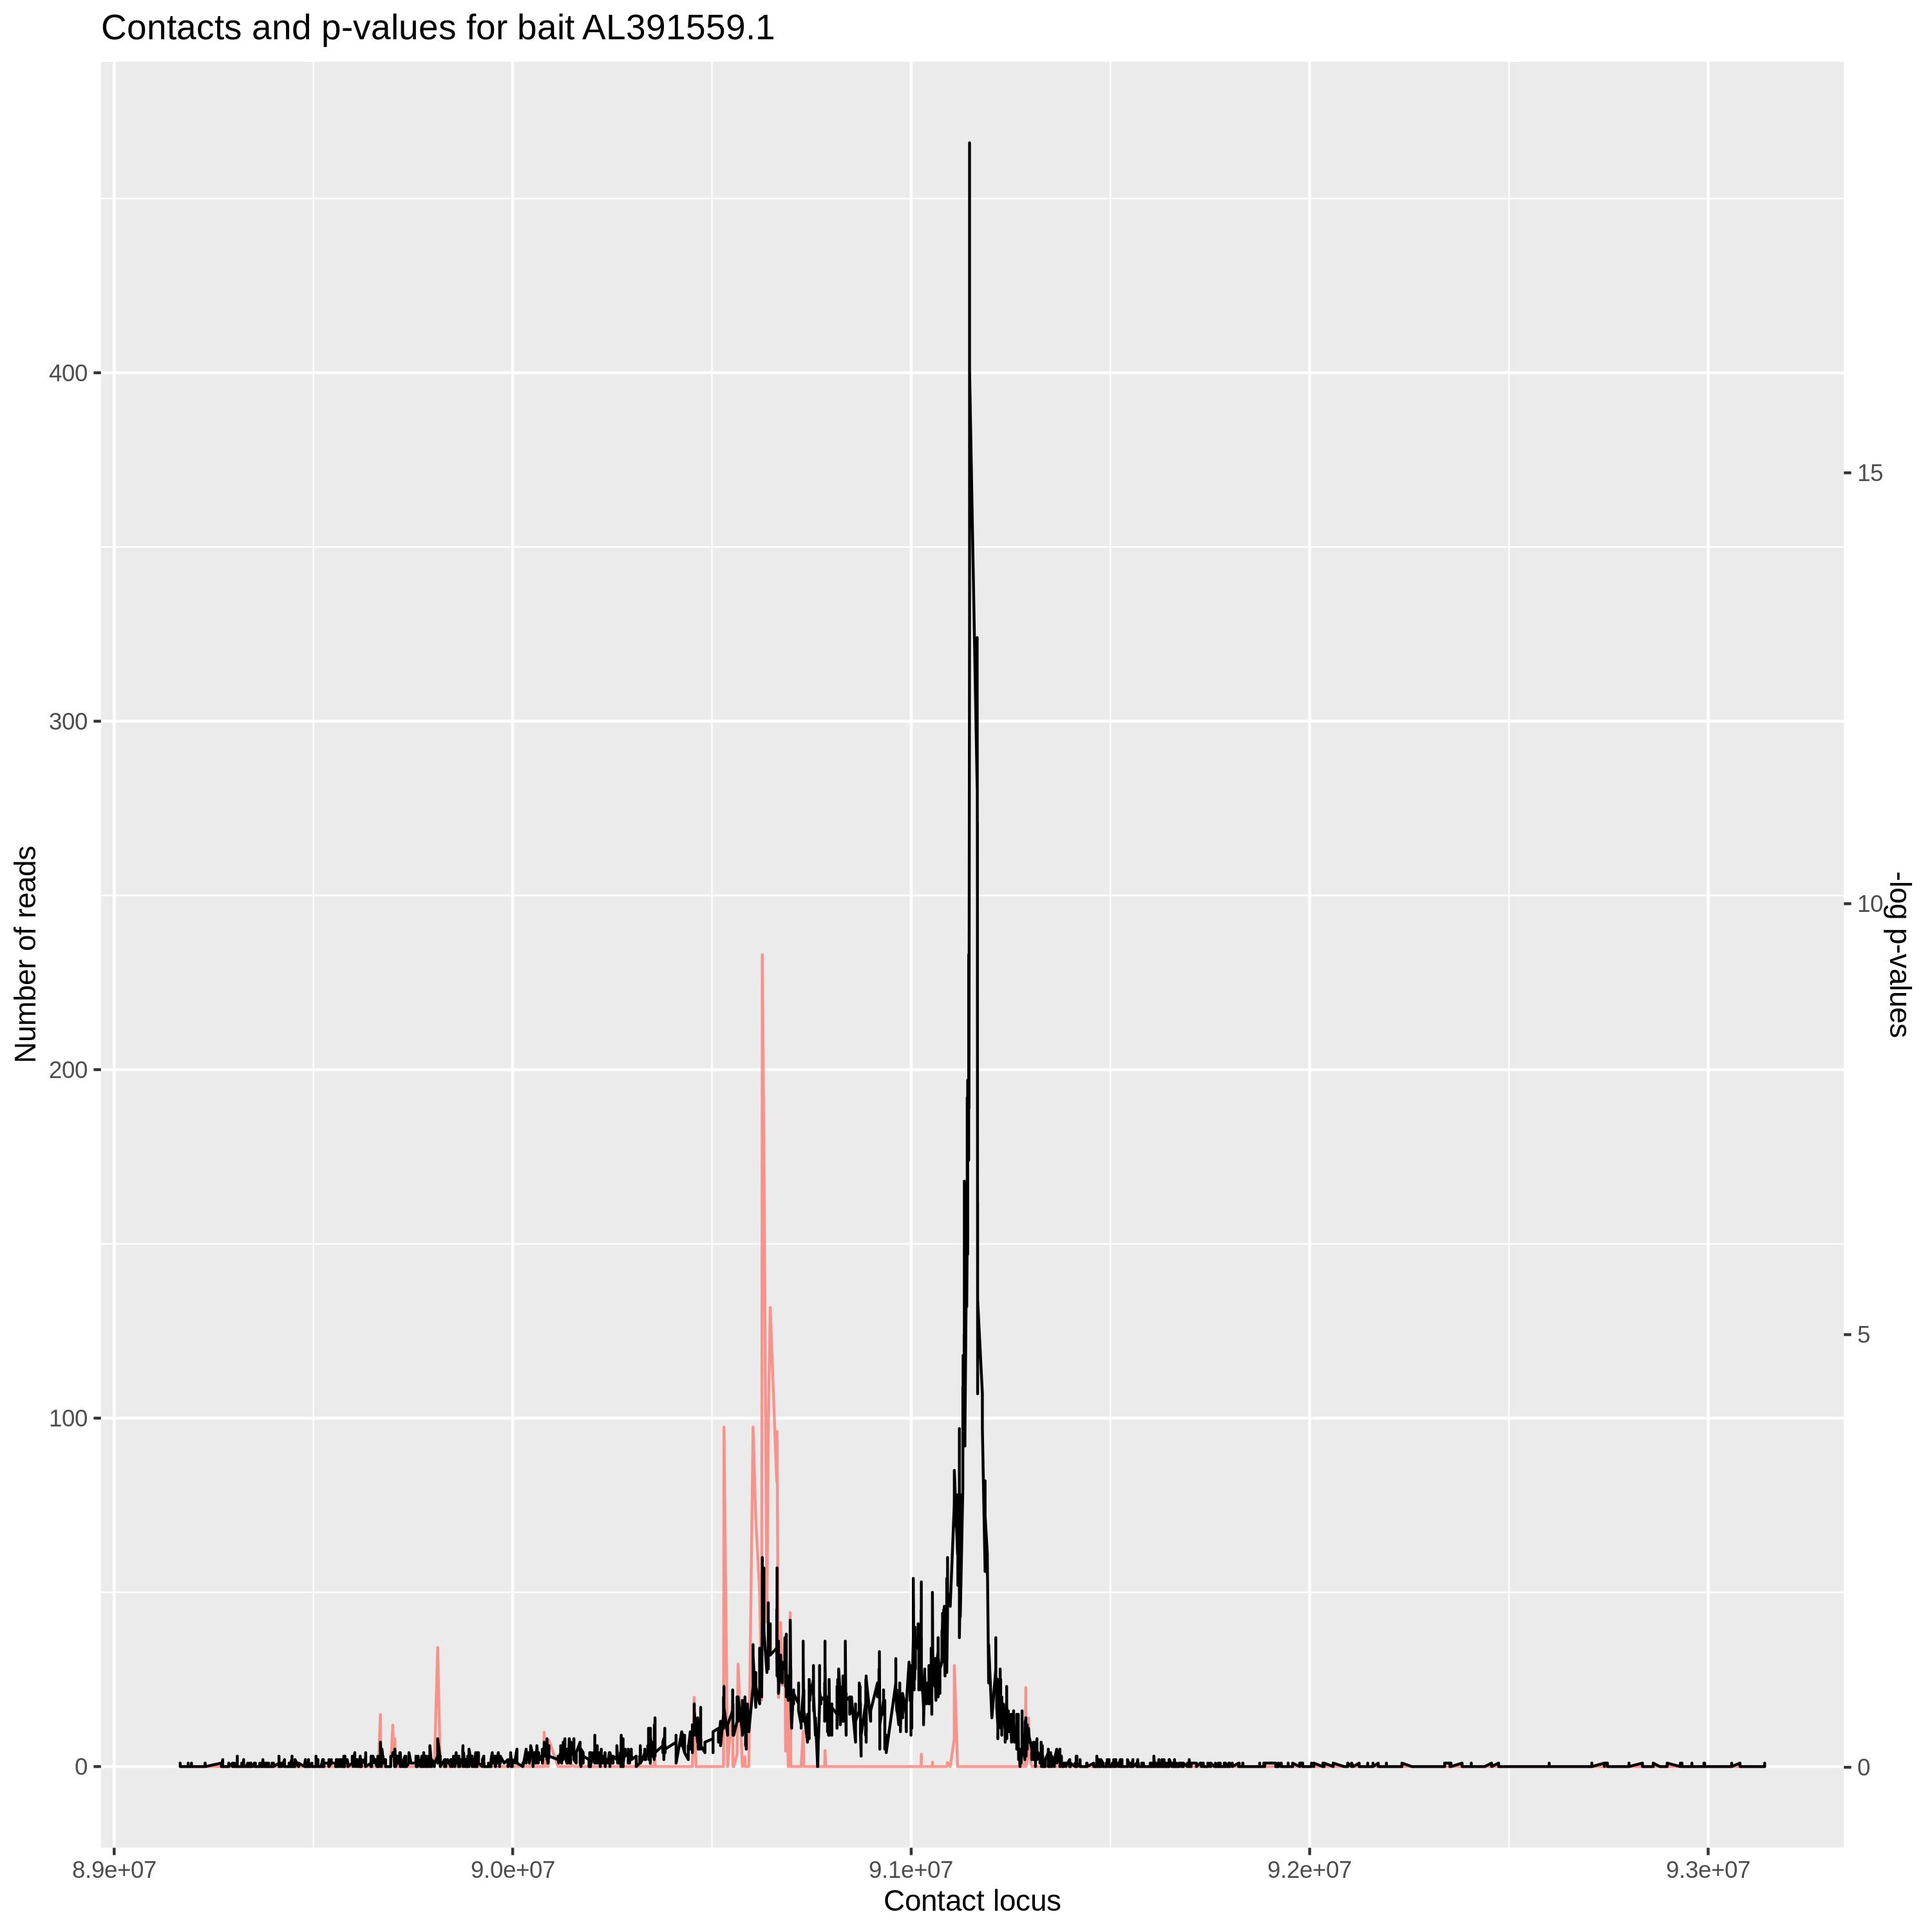 Contacts and p-values for bait AL391559.1
Number of reads
400
300
200
100
0
15
10
5
0
-log p-values
8.9e+07 9.0e+07 9.1e+07 9.2e+07 9.3e+07
Contact locus